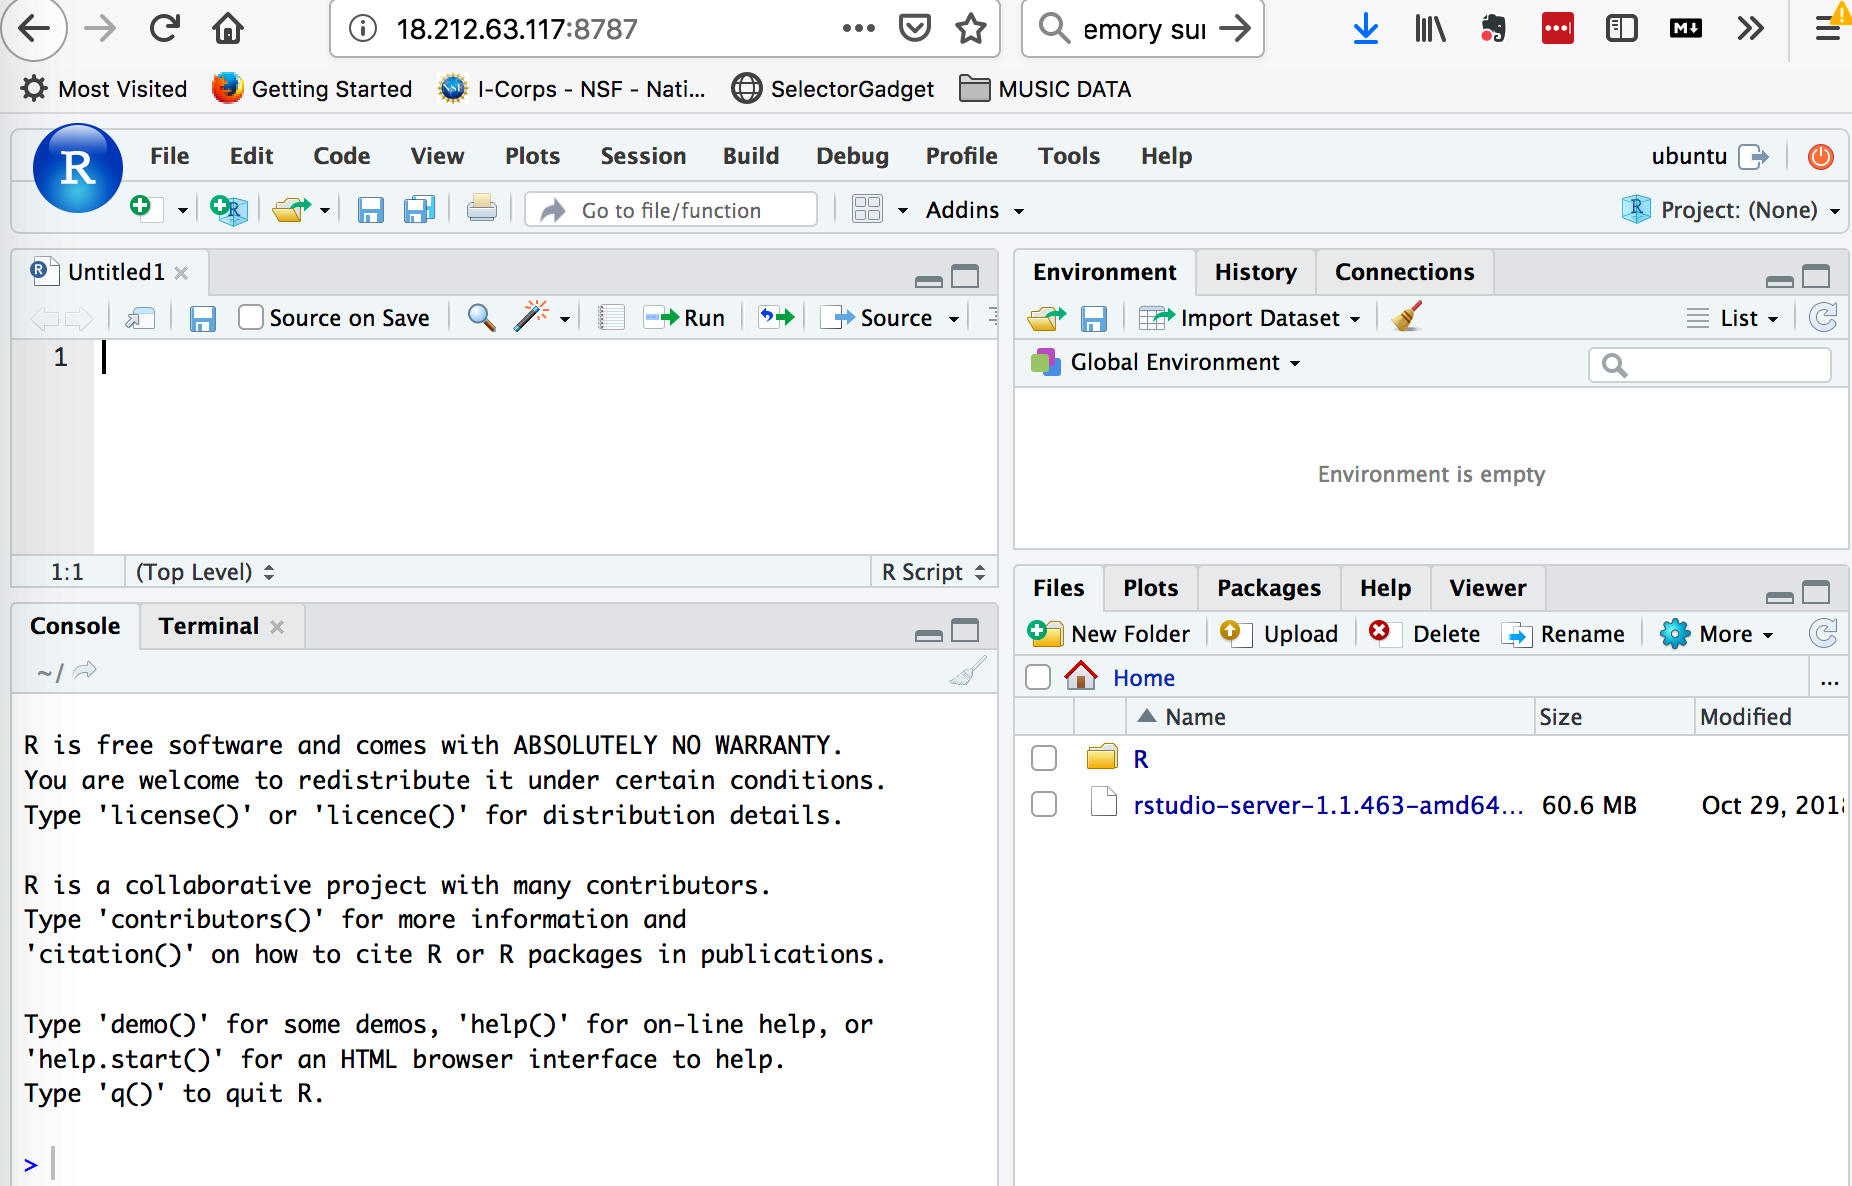 18.212.63.117:8787
emory sur
Most Visited
Getting Started
I-Corps - NSF - Nati...
SelectorGadget
MUSIC DATA
R
File
Edit
Code
View
Plots
Session
Build
Debug
Profile
Tools
Help
ubuntu
Go to file/function
Addins
Project: (None)
Untitled1
Source on Save
Run
Source
1
1:1
(Top Level)
R Script
Environment
History
Connections
Import Dataset
List
Global Environment
Environment is empty
Console
Terminal
~/
R is free software and comes with ABSOLUTELY NO WARRANTY.
You are welcome to redistribute it under certain conditions.
Type 'license()' or 'licence()' for distribution details.
R is a collaborative project with many contributors.
Type 'contributors()' for more information and
'citation()' on how to cite R or R packages in publications.
Type 'demo()' for some demos, 'help()' for on-line help, or
'help.start()' for an HTML browser interface to help.
Type 'q()' to quit R.
>
Files
Plots
Packages
Help
Viewer
New Folder
Upload
Delete
Rename
More
Home
...
Name
Size
Modified
R
rstudio-server-1.1.463-amd64...
60.6 MB
Oct 29, 2018